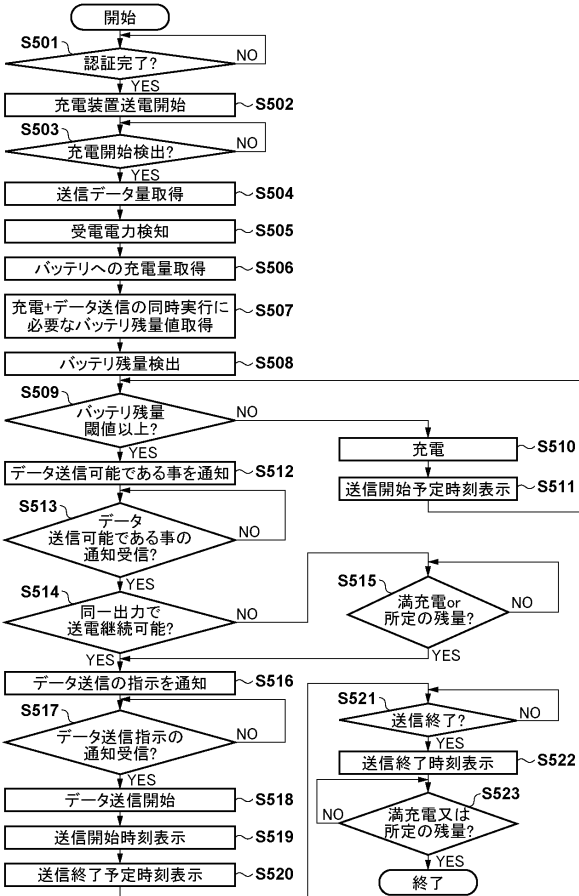 開始
S501
認証完了?
NO
YES
充電装置送電開始
S502
S503
充電開始検出?
NO
YES
送信データ量取得
S504
受電電力検知
S505
バッテリへの充電量取得
S506
充電+データ送信の同時実行に
必要なバッテリ残量値取得
S507
バッテリ残量検出
S508
S509
バッテリ残量
閾値以上?
NO
YES
充電
S510
送信開始予定時刻表示
S511
データ送信可能である事を通知
S512
S513
データ
送信可能である事の
通知受信?
NO
YES
S514
同一出力で
送電継続可能?
NO
YES
S515
満充電or
所定の残量?
NO
YES
データ送信の指示を通知
S516
S517
データ送信指示の
通知受信?
NO
YES
データ送信開始
S518
送信開始時刻表示
S519
送信終了予定時刻表示
S520
S521
送信終了?
NO
YES
送信終了時刻表示
S522
S523
満充電又は
所定の残量?
NO
YES
終了